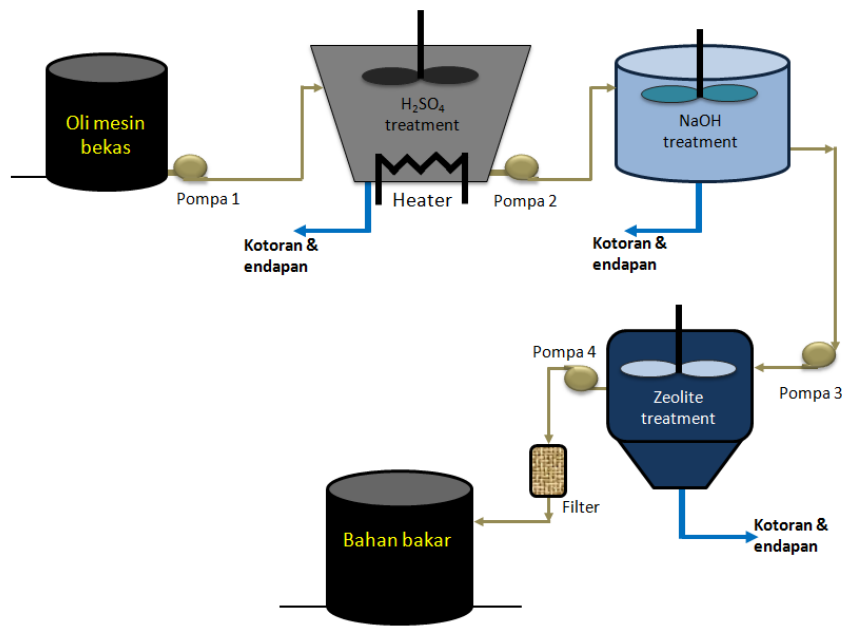 Oli mesin
bekas
Pompa 1
H₂SO₄
treatment
Heater
Kotoran &
endapan
Pompa 2
NaOH
treatment
Kotoran &
endapan
Pompa 3
Zeolite
treatment
Kotoran &
endapan
Pompa 4
Filter
Bahan bakar